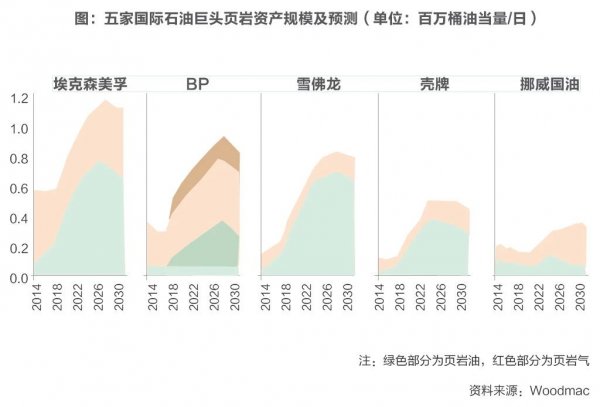 图：五家国际石油巨头页岩资产规模及预测（单位：百万桶油当量/日）
埃克森美孚 BP 雪佛龙 壳牌 挪威国油
1.2
1.0
0.8
0.6
0.4
0.2
0.0
2014 2018 2022 2026 2030 2014 2018 2022 2026 2030 2014 2018 2022 2026 2030 2014 2018 2022 2026 2030 2014 2018 2022 2026 2030
注：绿色部分为页岩油，红色部分为页岩气
资料来源：Woodmac